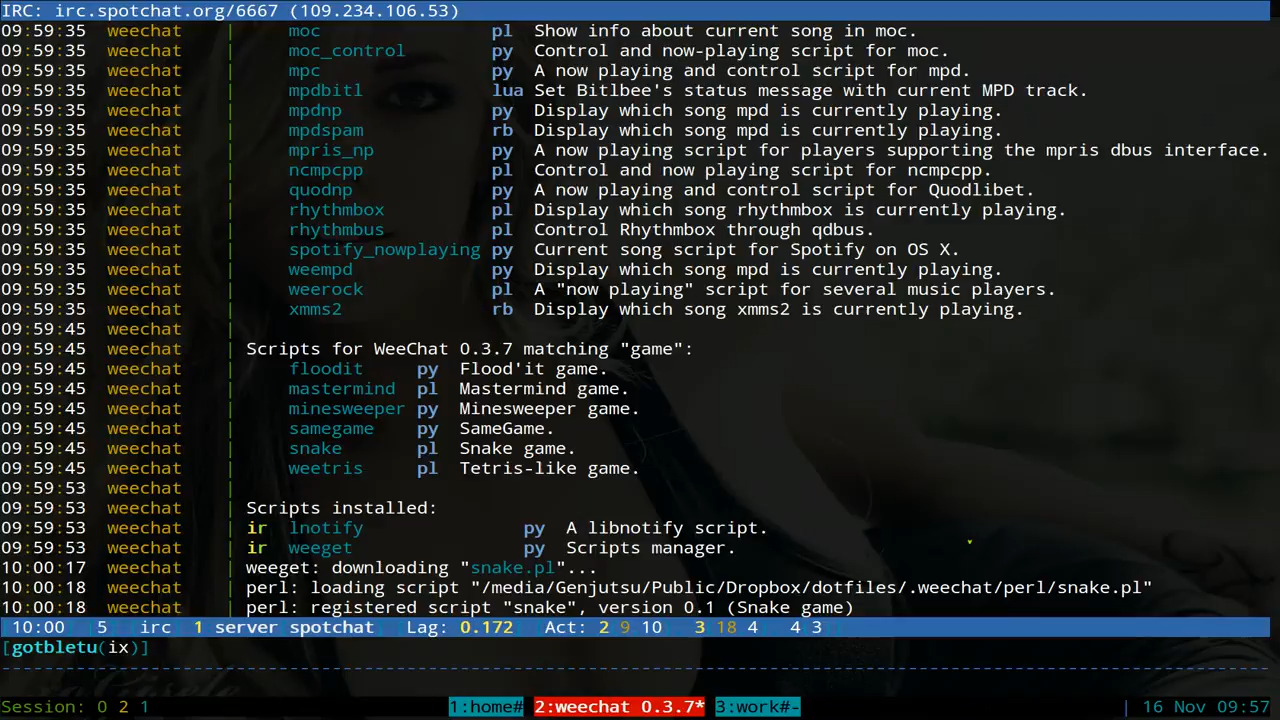 IRC: irc.spotchat.org/6667 (109.234.106.53)
09:59:35 weechat | moc pl Show info about current song in moc.
09:59:35 weechat | moc_control py Control and now-playing script for moc.
09:59:35 weechat | mpc py A now playing and control script for mpd.
09:59:35 weechat | mpdbitl lua Set Bitlbee's status message with current MPD track.
09:59:35 weechat | mpdnp py Display which song mpd is currently playing.
09:59:35 weechat | mpdspam rb Display which song mpd is currently playing.
09:59:35 weechat | mpris_np py A now playing script for players supporting the mpris dbus interface.
09:59:35 weechat | ncmpcpp pl Control and now playing script for ncmpcpp.
09:59:35 weechat | quodnp py A now playing and control script for Quodlibet.
09:59:35 weechat | rhythmbox pl Display which song rhythmbox is currently playing.
09:59:35 weechat | rhythmbus pl Control Rhythmbox through qdbus.
09:59:35 weechat | spotify_nowplaying py Current song script for Spotify on OS X.
09:59:35 weechat | weempd py Display which song mpd is currently playing.
09:59:35 weechat | weerock pl A "now playing" script for several music players.
09:59:35 weechat | xmms2 rb Display which song xmms2 is currently playing.
09:59:45 weechat |
09:59:45 weechat | Scripts for WeeChat 0.3.7 matching "game":
09:59:45 weechat | floodit py Flood'it game.
09:59:45 weechat | mastermind pl Mastermind game.
09:59:45 weechat | minesweeper py Minesweeper game.
09:59:45 weechat | samegame py SameGame.
09:59:45 weechat | snake pl Snake game.
09:59:45 weechat | weetris pl Tetris-like game.
09:59:53 weechat |
09:59:53 weechat | Scripts installed:
09:59:53 weechat | ir lnotify py A libnotify script.
09:59:53 weechat | ir weeget py Scripts manager.
10:00:17 weechat | weeget: downloading "snake.pl"...
10:00:18 weechat | perl: loading script "/media/Genjutsu/Public/Dropbox/dotfiles/.weechat/perl/snake.pl"
10:00:18 weechat | perl: registered script "snake", version 0.1 (Snake game)
10:00 5 irc 1 server spotchat Lag: 0.172 Act: 2 9 10 3 18 4 4 3
[gotbletu(ix)]
Session: 0 2 1 1:home# 2:weechat 0.3.7* 3:work#- | 16 Nov 09:57